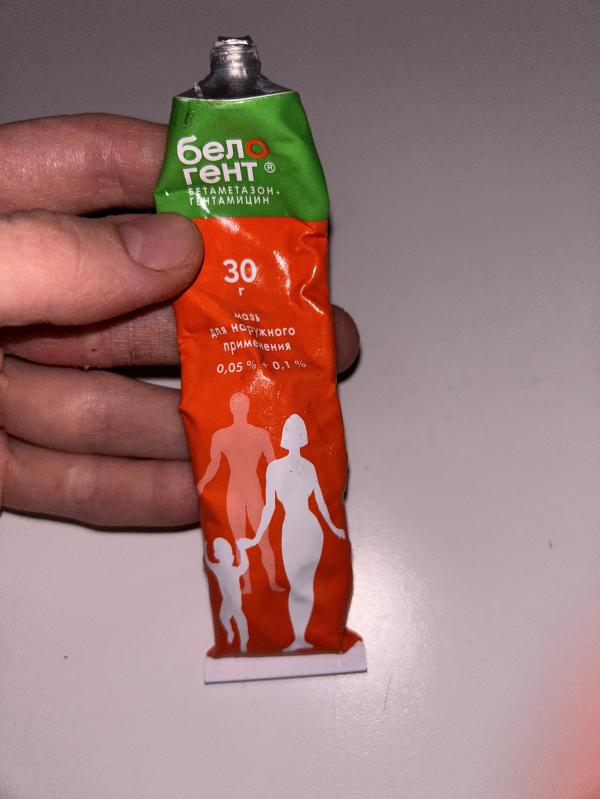 бело
гент®
БЕТАМЕТАЗОН+
ГЕНТАМИЦИН
30
г
мазь
для наружного
применения
0,05 % + 0,1 %